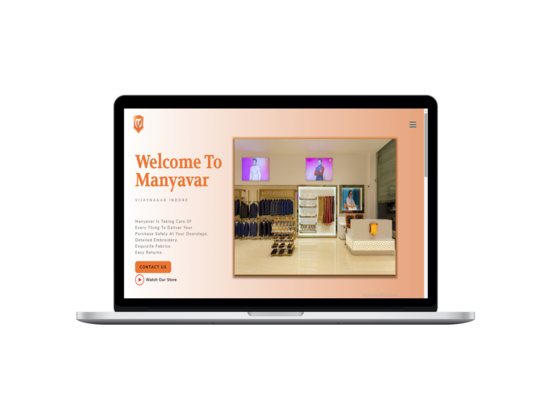 Welcome To
Manyavar
VIJAYNAGAR INDORE
Manyavar Is Taking Care Of
Every Thing To Deliver Your
Purchase Safely At Your Doorsteps.
Detailed Embroidery.
Exquisite Fabrics.
Easy Returns.
CONTACT US
Watch Our Store